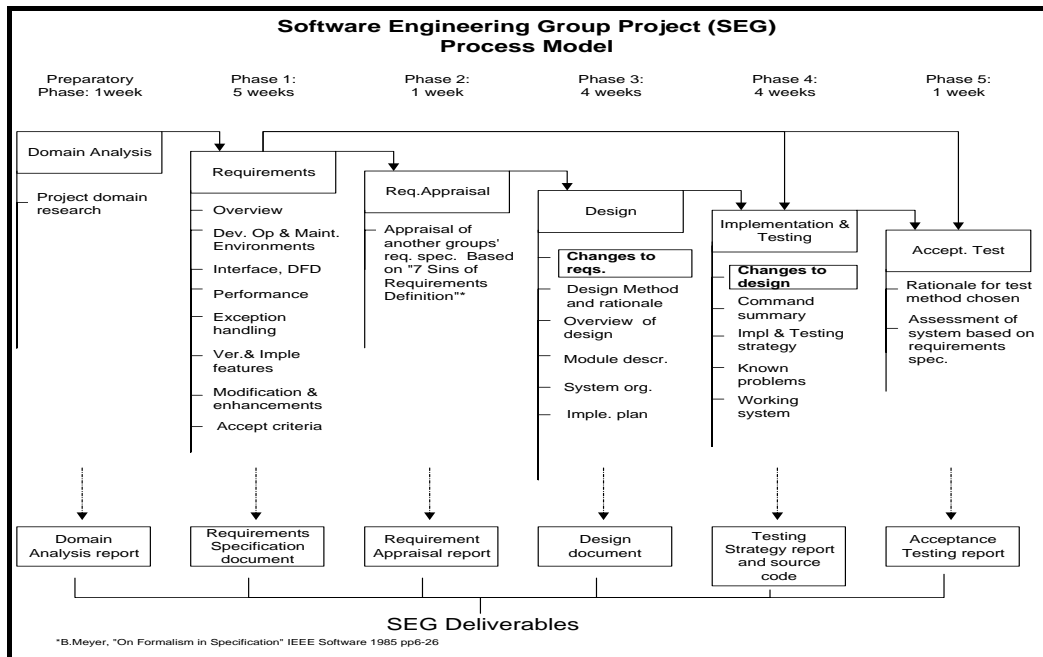 Software Engineering Group Project (SEG)
Process Model
Preparatory
Phase: 1week
Phase 1:
5 weeks
Phase 2:
1 week
Phase 3:
4 weeks
Phase 4:
4 weeks
Phase 5:
1 week
Domain Analysis
Project domain
research
Requirements
Overview
Dev. Op & Maint.
Environments
Interface, DFD
Performance
Exception
handling
Ver.& Imple
features
Modification &
enhancements
Accept criteria
Req.Appraisal
Appraisal of
another groups'
req. spec. Based
on "7 Sins of
Requirements
Definition"*
Design
Changes to
reqs.
Design Method
and rationale
Overview of
design
Module descr.
System org.
Imple. plan
Implementation &
Testing
Changes to
design
Command
summary
Impl & Testing
strategy
Known
problems
Working
system
Accept. Test
Rationale for test
method chosen
Assessment of
system based on
requirements
spec.
Domain
Analysis report
Requirements
Specification
document
Requirement
Appraisal report
Design
document
Testing
Strategy report
and source
code
Acceptance
Testing report
SEG Deliverables
*B.Meyer, "On Formalism in Specification" IEEE Software 1985 pp6-26